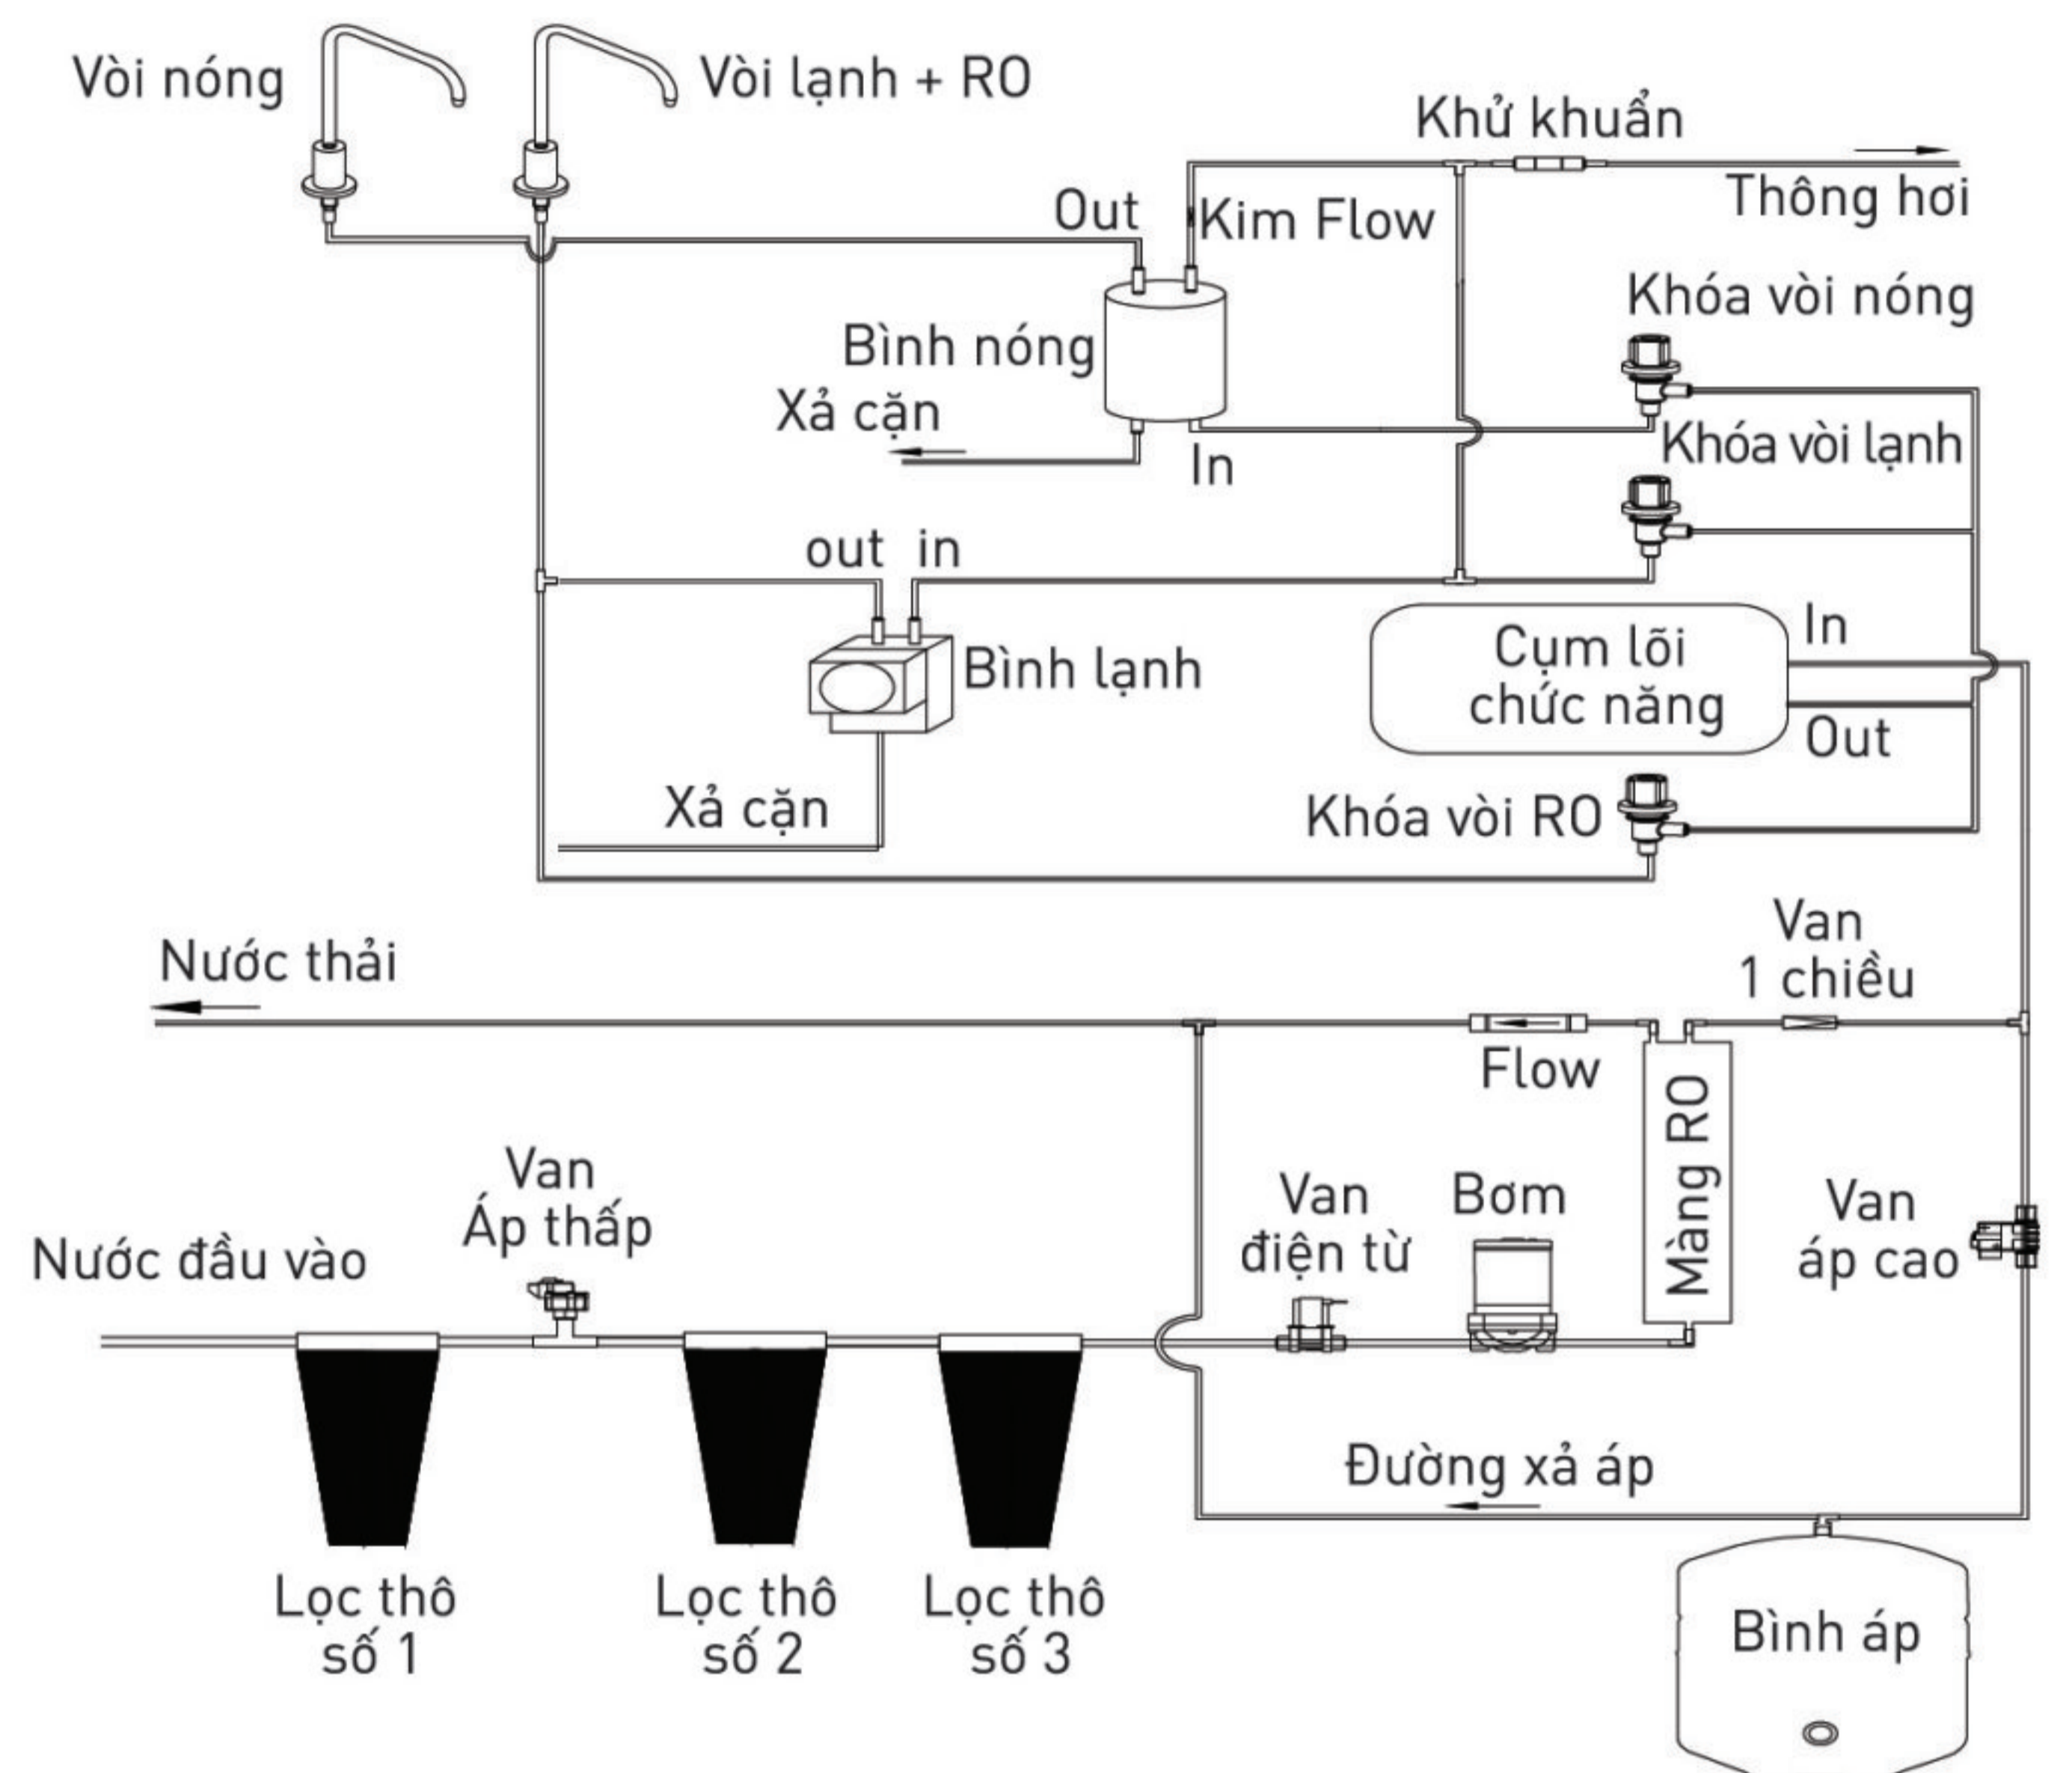 Vòi nóng
Vòi lạnh + RO
Khử khuẩn
Thông hơi
Out
Kim Flow
Khóa vòi nóng
Bình nóng
Xả cặn
In
Khóa vòi lạnh
out in
Bình lạnh
Cụm lõi
chức năng
In
Out
Xả cặn
Khóa vòi RO
Nước thải
Van
1 chiều
Flow
Màng RO
Van
Áp thấp
Nước đầu vào
Van
điện từ
Bơm
Van
áp cao
Đường xả áp
Lọc thô
số 1
Lọc thô
số 2
Lọc thô
số 3
Bình áp